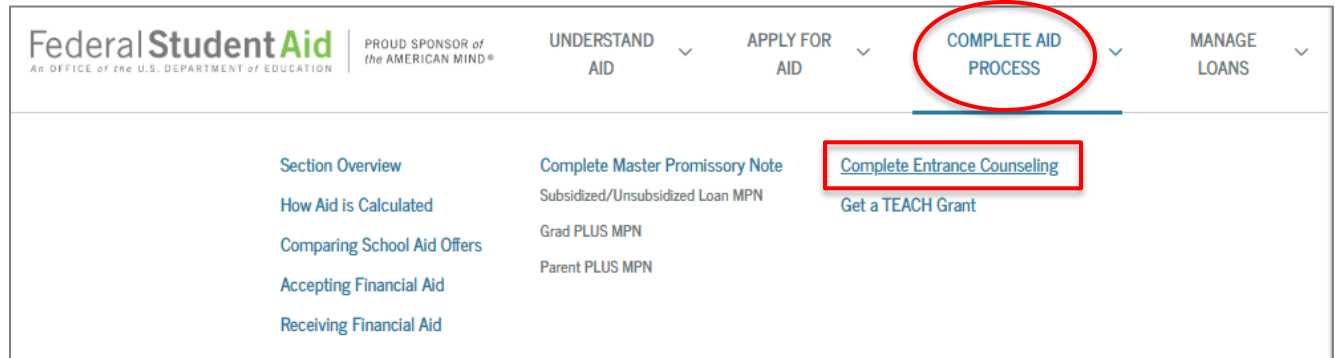 Federal Student Aid
An OFFICE of the U.S. DEPARTMENT of EDUCATION
PROUD SPONSOR of
the AMERICAN MIND®
UNDERSTAND
AID
APPLY FOR
AID
COMPLETE AID
PROCESS
MANAGE
LOANS
Section Overview
How Aid is Calculated
Comparing School Aid Offers
Accepting Financial Aid
Receiving Financial Aid
Complete Master Promissory Note
Subsidized/Unsubsidized Loan MPN
Grad PLUS MPN
Parent PLUS MPN
Complete Entrance Counseling
Get a TEACH Grant